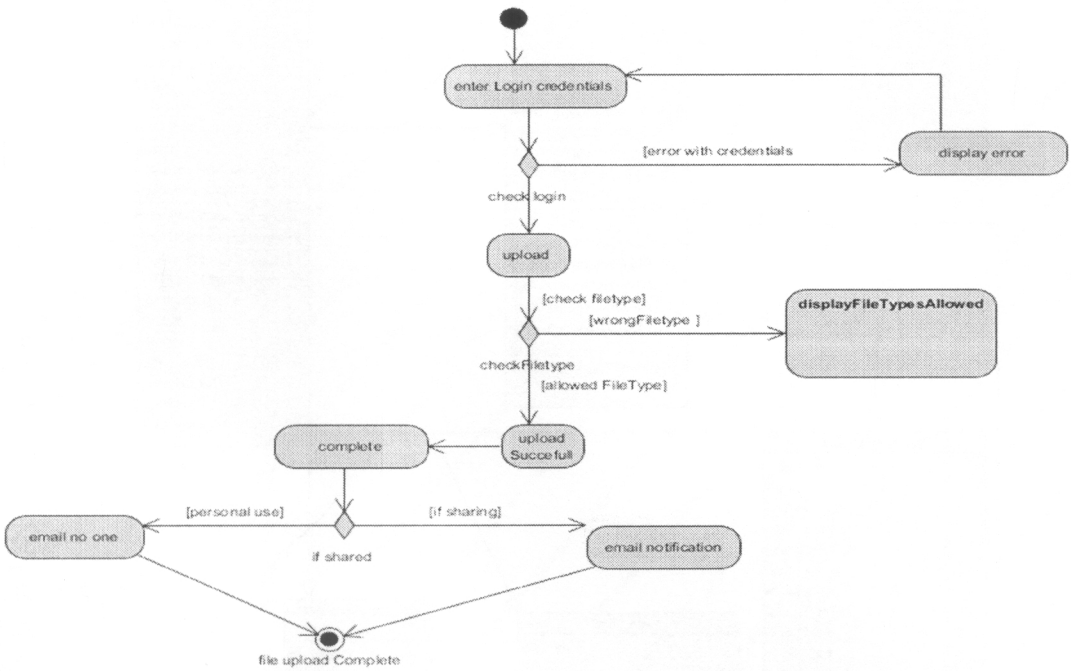 enter Login credentials
[error with credentials
display error
check login
upload
[check filetype]
[wrongFiletype ]
displayFileTypesAllowed
checkFiletype
[allowed FileType]
upload
Succefull
complete
[personal use]
[if sharing]
email no one
if shared
email notification
file upload Complete